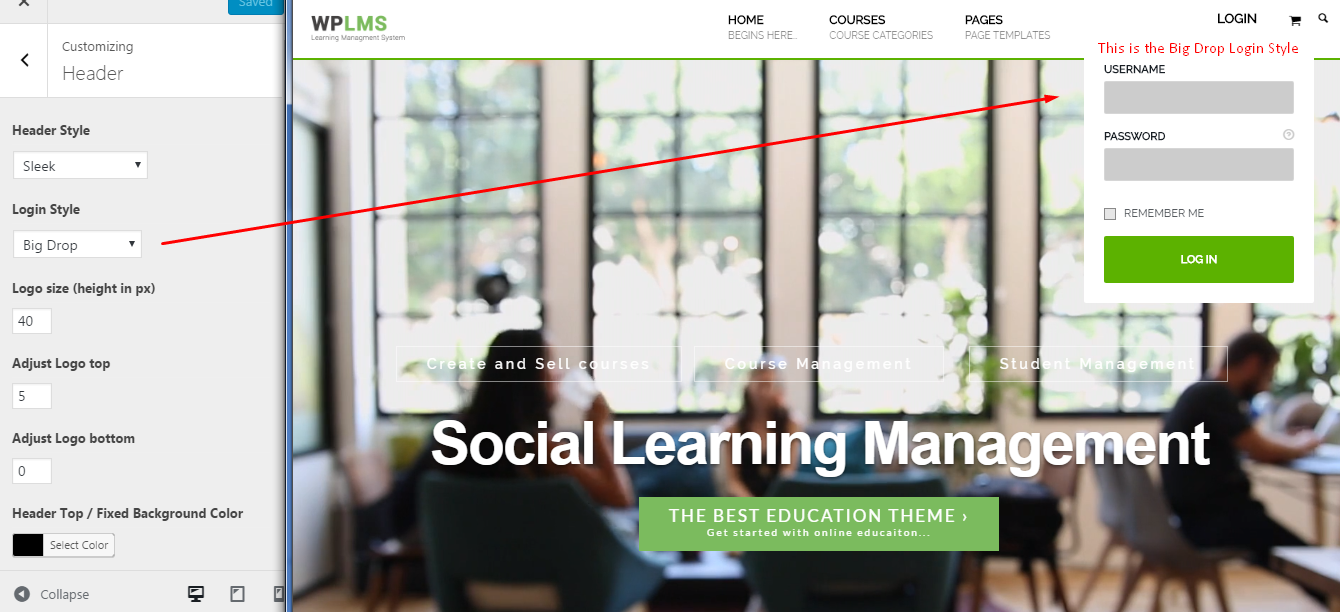 Saved
Customizing
Header
Header Style
Sleek
Login Style
Big Drop
Logo size (height in px)
40
Adjust Logo top
5
Adjust Logo bottom
0
Header Top / Fixed Background Color
Select Color
Collapse
WPLMS
Learning Managment System
HOME
BEGINS HERE..
COURSES
COURSE CATEGORIES
PAGES
PAGE TEMPLATES
LOGIN
This is the Big Drop Login Style
USERNAME
PASSWORD
?
REMEMBER ME
LOG IN
Create and Sell courses
Course Management
Student Management
Social Learning Management
THE BEST EDUCATION THEME ›
Get started with online educaiton...